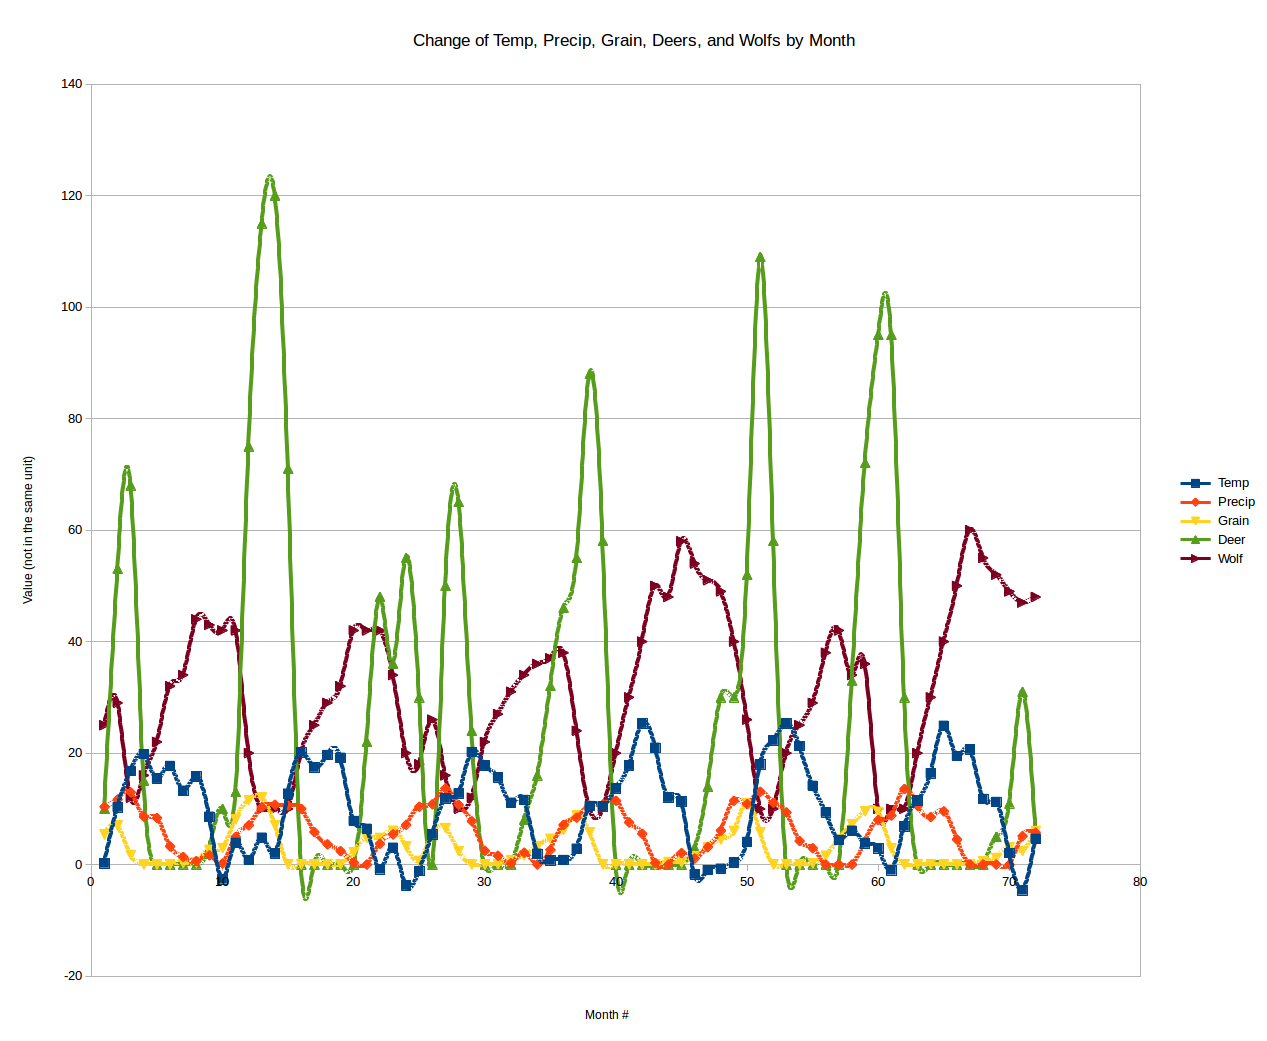 Change of Temp, Precip, Grain, Deers, and Wolfs by Month
140
120
100
80
60
40
20
0
-20
0 10 20 30 40 50 60 70 80
Value (not in the same unit)
Month #
Temp
Precip
Grain
Deer
Wolf